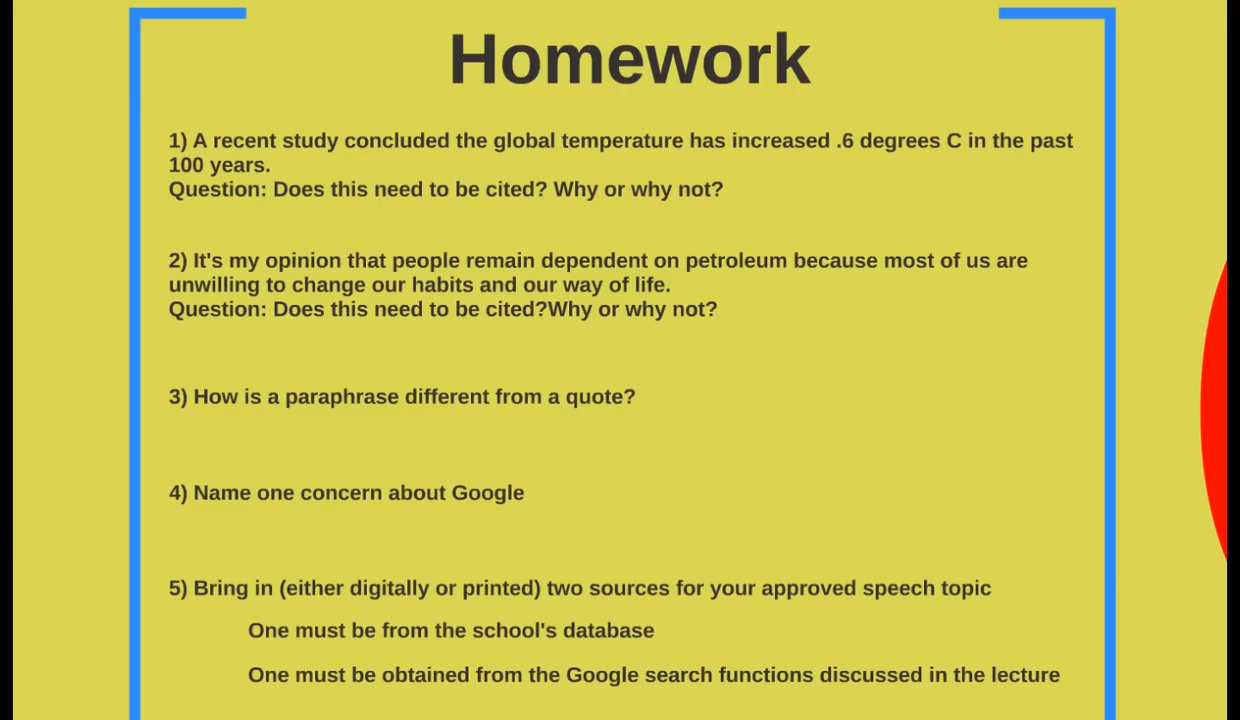 Homework
1) A recent study concluded the global temperature has increased .6 degrees C in the past
100 years.
Question: Does this need to be cited? Why or why not?
2) It's my opinion that people remain dependent on petroleum because most of us are
unwilling to change our habits and our way of life.
Question: Does this need to be cited?Why or why not?
3) How is a paraphrase different from a quote?
4) Name one concern about Google
5) Bring in (either digitally or printed) two sources for your approved speech topic
One must be from the school's database
One must be obtained from the Google search functions discussed in the lecture